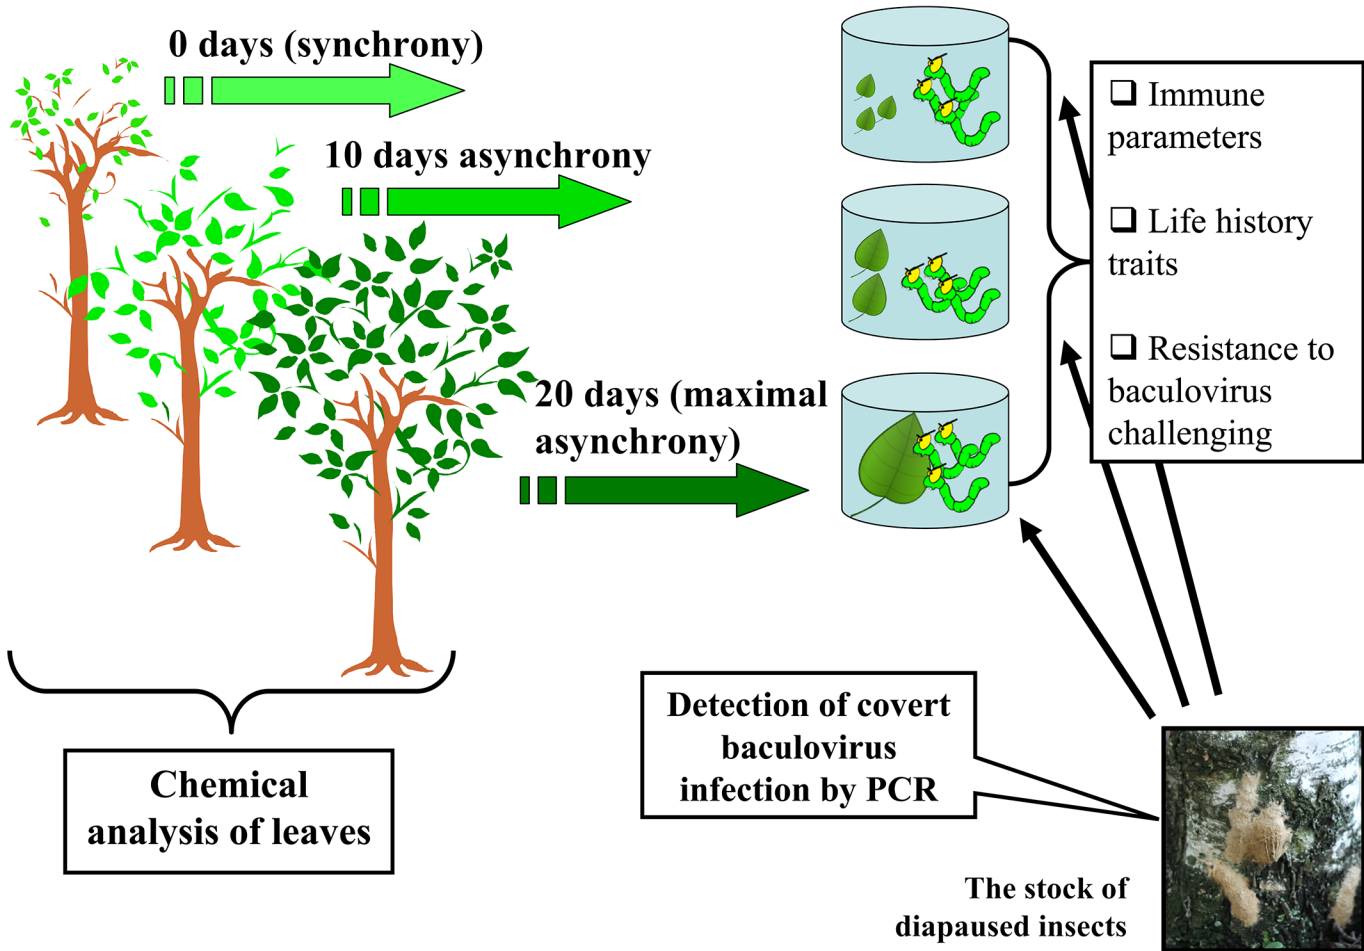 0 days (synchrony)
10 days asynchrony
20 days (maximal
asynchrony)
❑ Immune
parameters
❑ Life history
traits
❑ Resistance to
baculovirus
challenging
Chemical
analysis of leaves
Detection of covert
baculovirus
infection by PCR
The stock of
diapaused insects